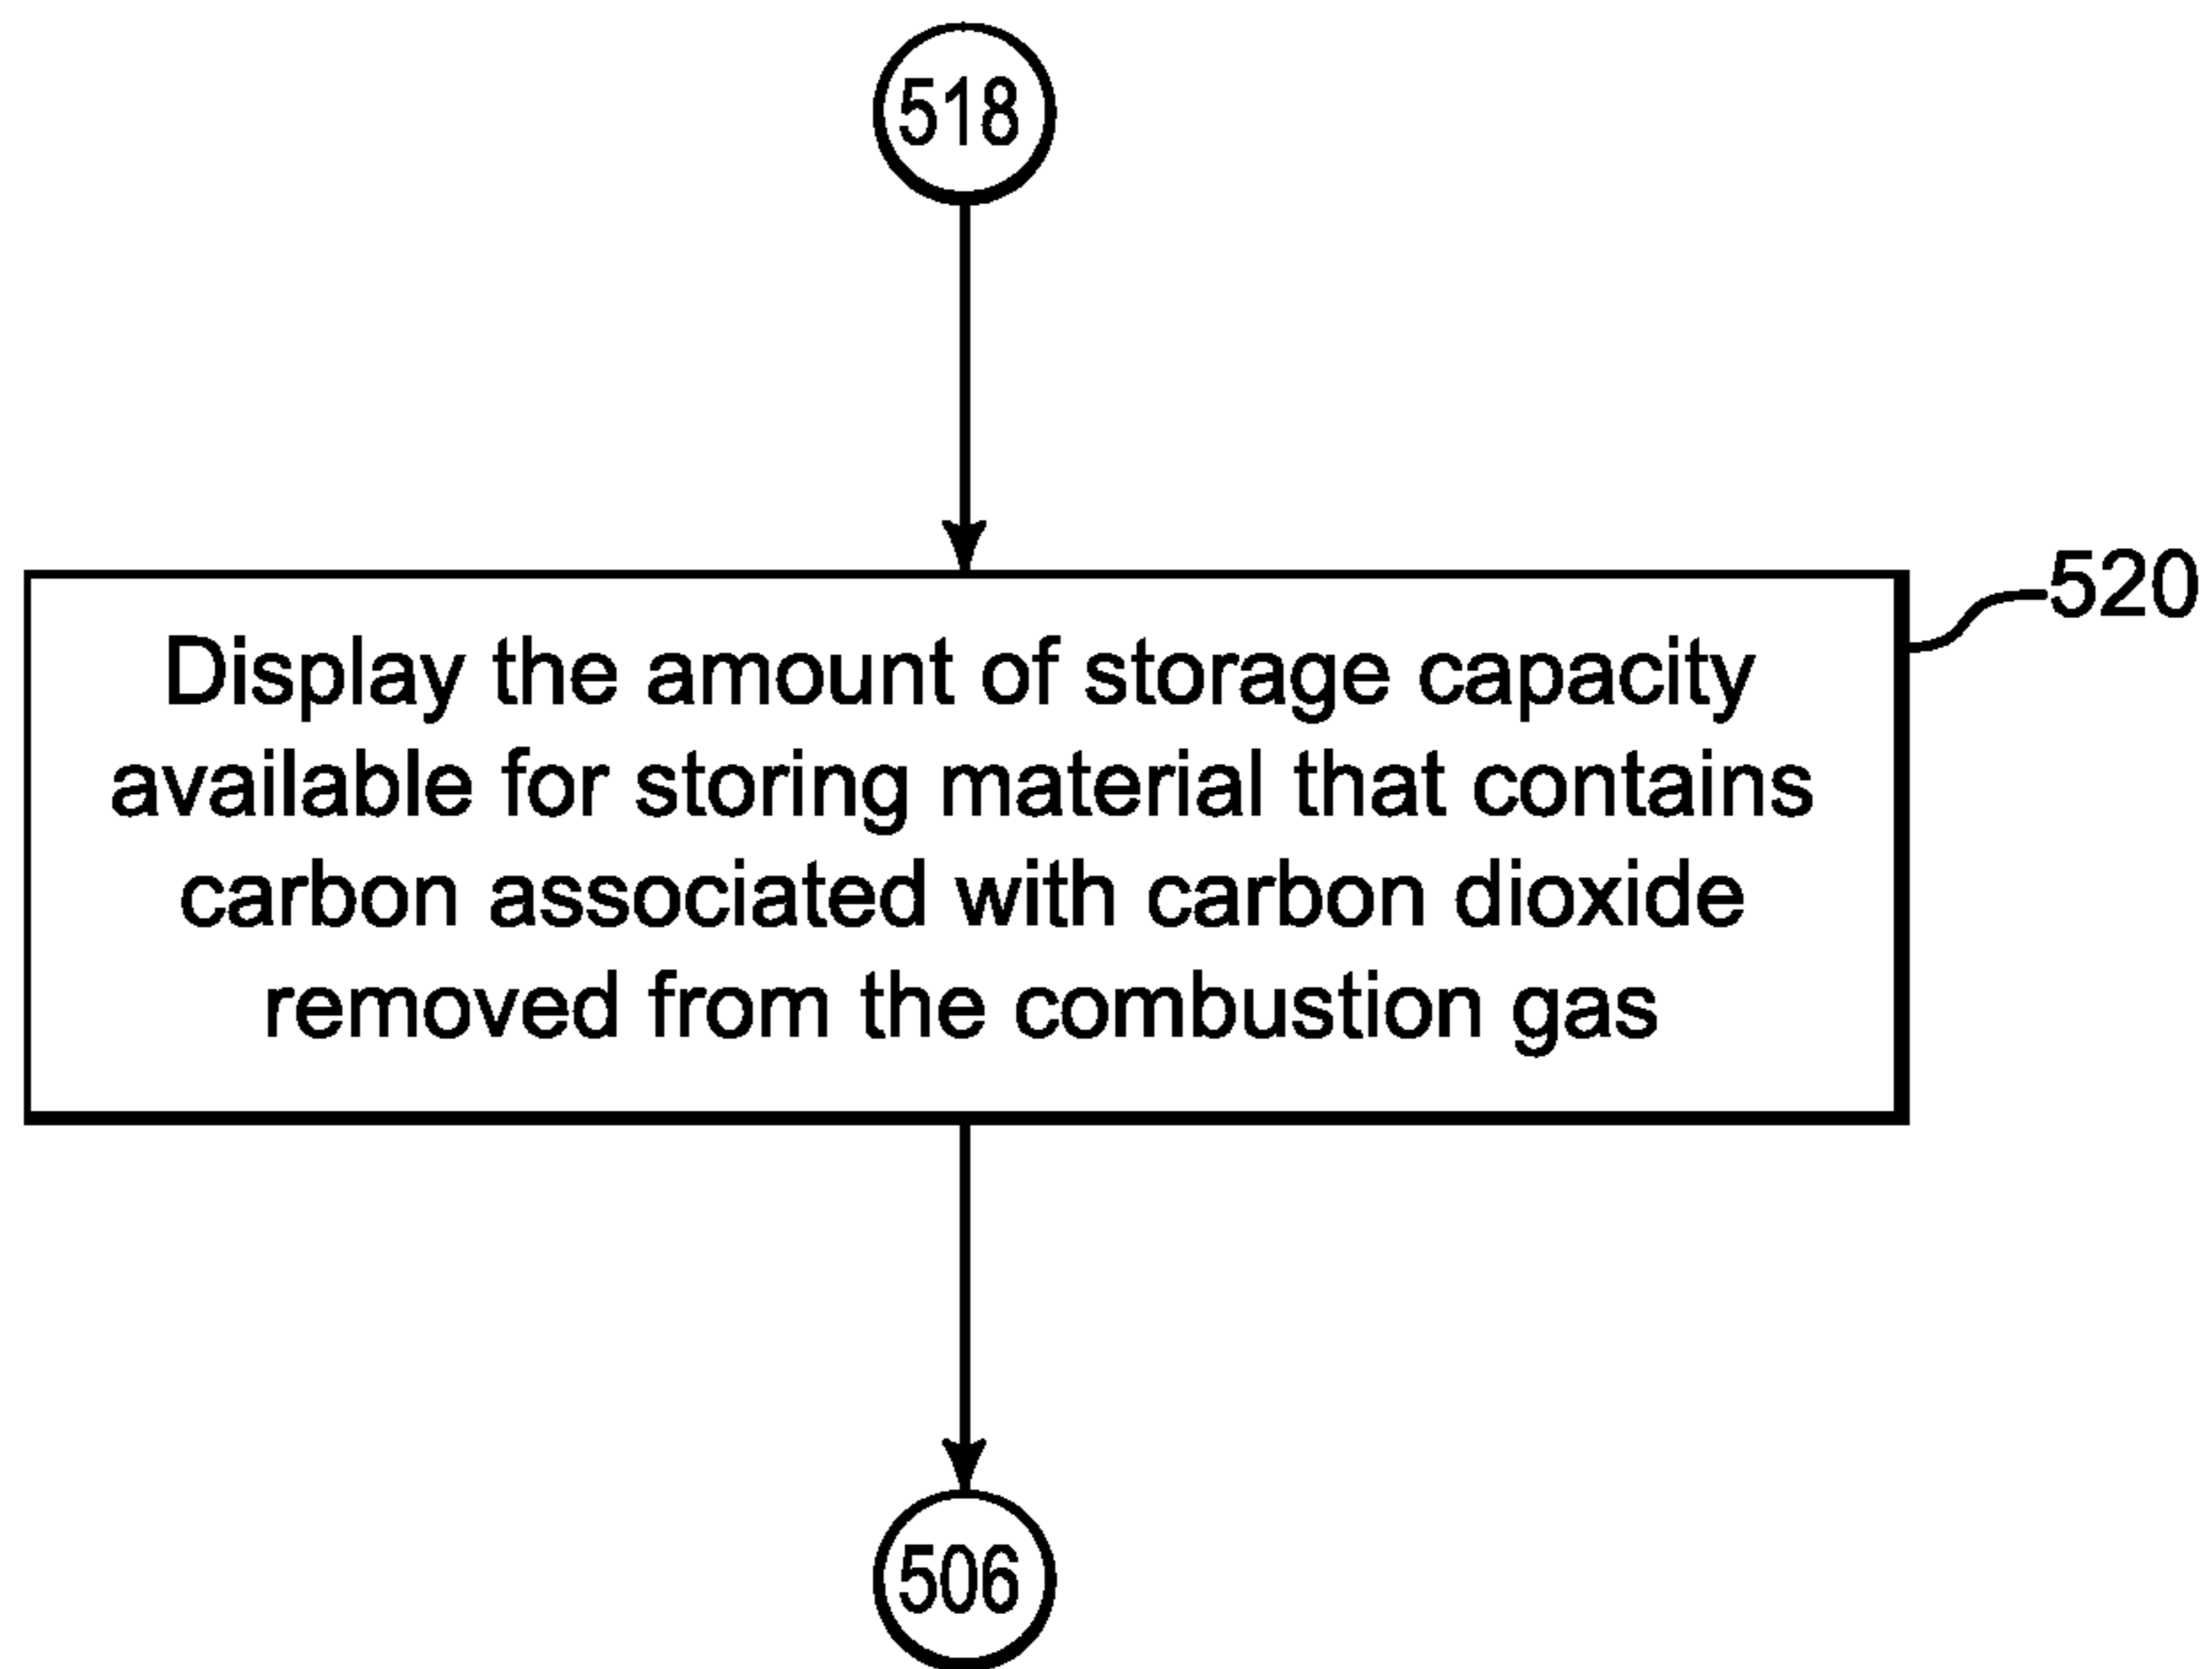 518
520
Display the amount of storage capacity
available for storing material that contains
carbon associated with carbon dioxide
removed from the combustion gas
506